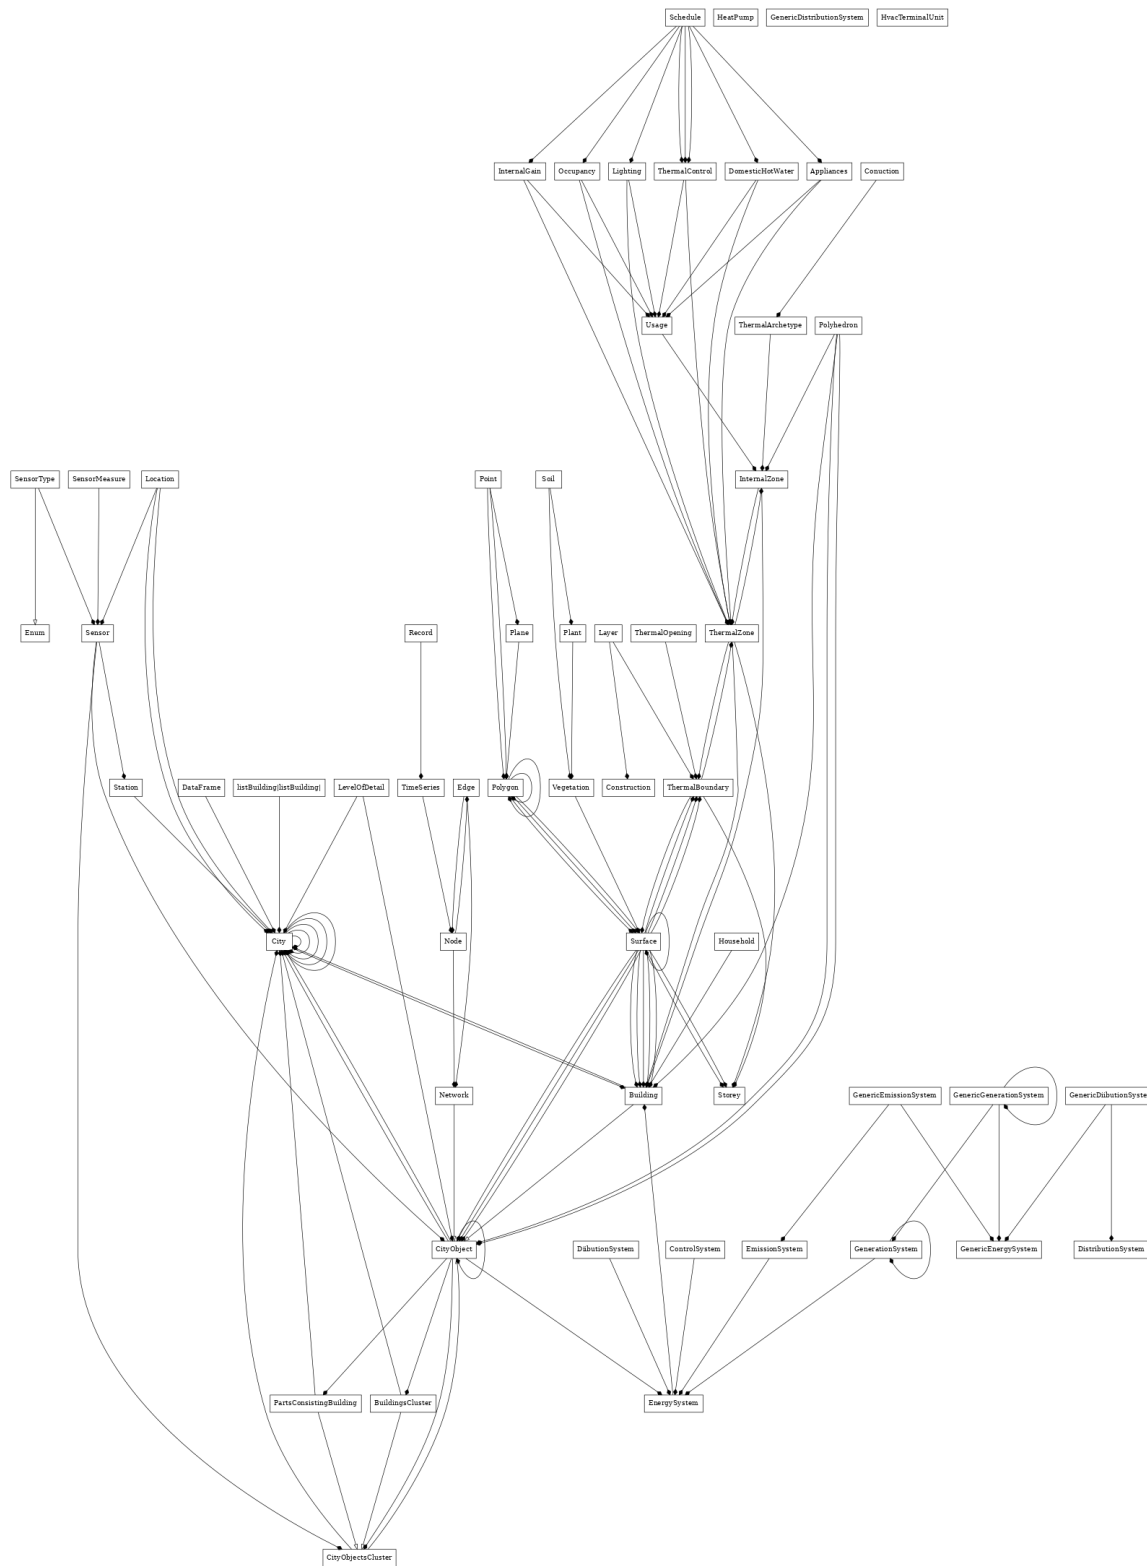 Schedule
HeatPump
GenericDistributionSystem
HvacTerminalUnit
InternalGain
Occupancy
Lighting
ThermalControl
DomesticHotWater
Appliances
Conuction
Usage
ThermalArchetype
Polyhedron
SensorType
SensorMeasure
Location
Point
Soil
InternalZone
Enum
Sensor
Record
Plane
Plant
Layer
ThermalOpening
ThermalZone
Station
DataFrame
listBuilding|listBuilding|
LevelOfDetail
TimeSeries
Edge
Polygon
Vegetation
Construction
ThermalBoundary
City
Node
Surface
Household
Network
Building
Storey
GenericEmissionSystem
GenericGenerationSystem
GenericDiibutionSyste
CityObject
DiibutionSystem
ControlSystem
EmissionSystem
GenerationSystem
GenericEnergySystem
DistributionSystem
PartsConsistingBuilding
BuildingsCluster
EnergySystem
CityObjectsCluster